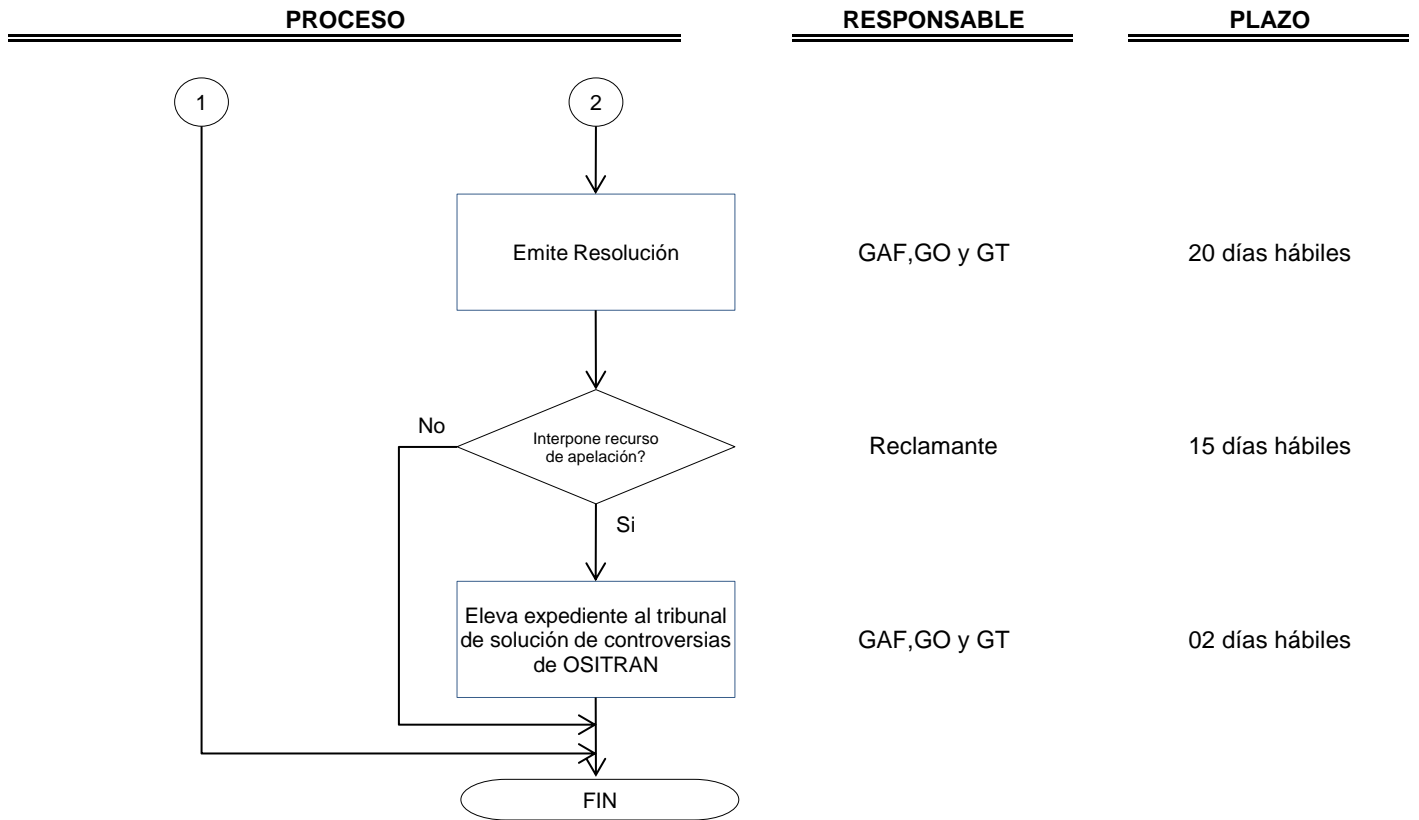 PROCESO RESPONSABLE PLAZO
1 2
Emite Resolución GAF,GO y GT 20 días hábiles
No
Interpone recurso
de apelación?
Reclamante 15 días hábiles
Si
Eleva expediente al tribunal
de solución de controversias
de OSITRAN
GAF,GO y GT 02 días hábiles
FIN